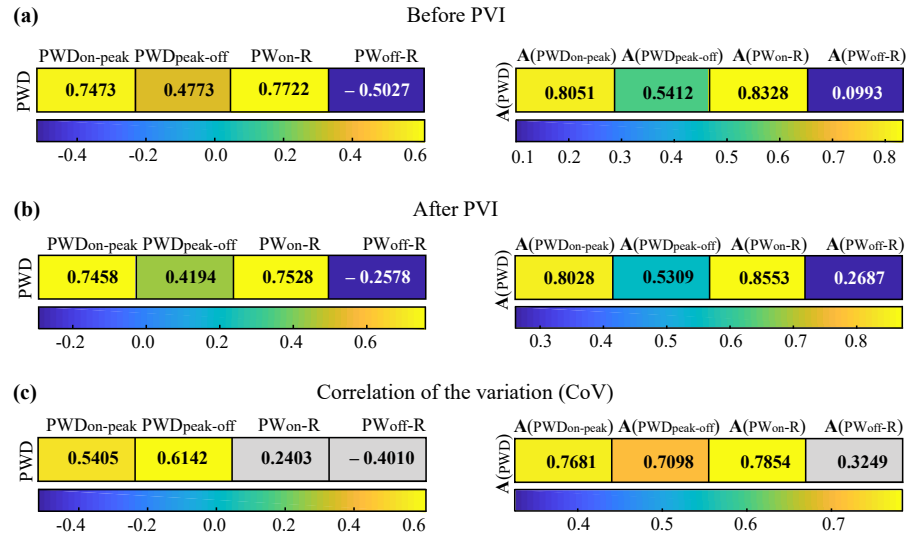 (a) Before PVI
PWDon-peak PWDpeak-off PWon-R PWoff-R
PWD 0.7473 0.4773 0.7722 – 0.5027
-0.4 -0.2 0.0 0.2 0.4 0.6
A(PWDon-peak) A(PWDpeak-off) A(PWon-R) A(PWoff-R)
A(PWD) 0.8051 0.5412 0.8328 0.0993
0.1 0.2 0.3 0.4 0.5 0.6 0.7 0.8
(b) After PVI
PWDon-peak PWDpeak-off PWon-R PWoff-R
PWD 0.7458 0.4194 0.7528 – 0.2578
-0.2 0.0 0.2 0.4 0.6
A(PWDon-peak) A(PWDpeak-off) A(PWon-R) A(PWoff-R)
A(PWD) 0.8028 0.5309 0.8553 0.2687
0.3 0.4 0.5 0.6 0.7 0.8
(c) Correlation of the variation (CoV)
PWDon-peak PWDpeak-off PWon-R PWoff-R
PWD 0.5405 0.6142 0.2403 – 0.4010
-0.4 -0.2 0.0 0.2 0.4 0.6
A(PWDon-peak) A(PWDpeak-off) A(PWon-R) A(PWoff-R)
A(PWD) 0.7681 0.7098 0.7854 0.3249
0.4 0.5 0.6 0.7